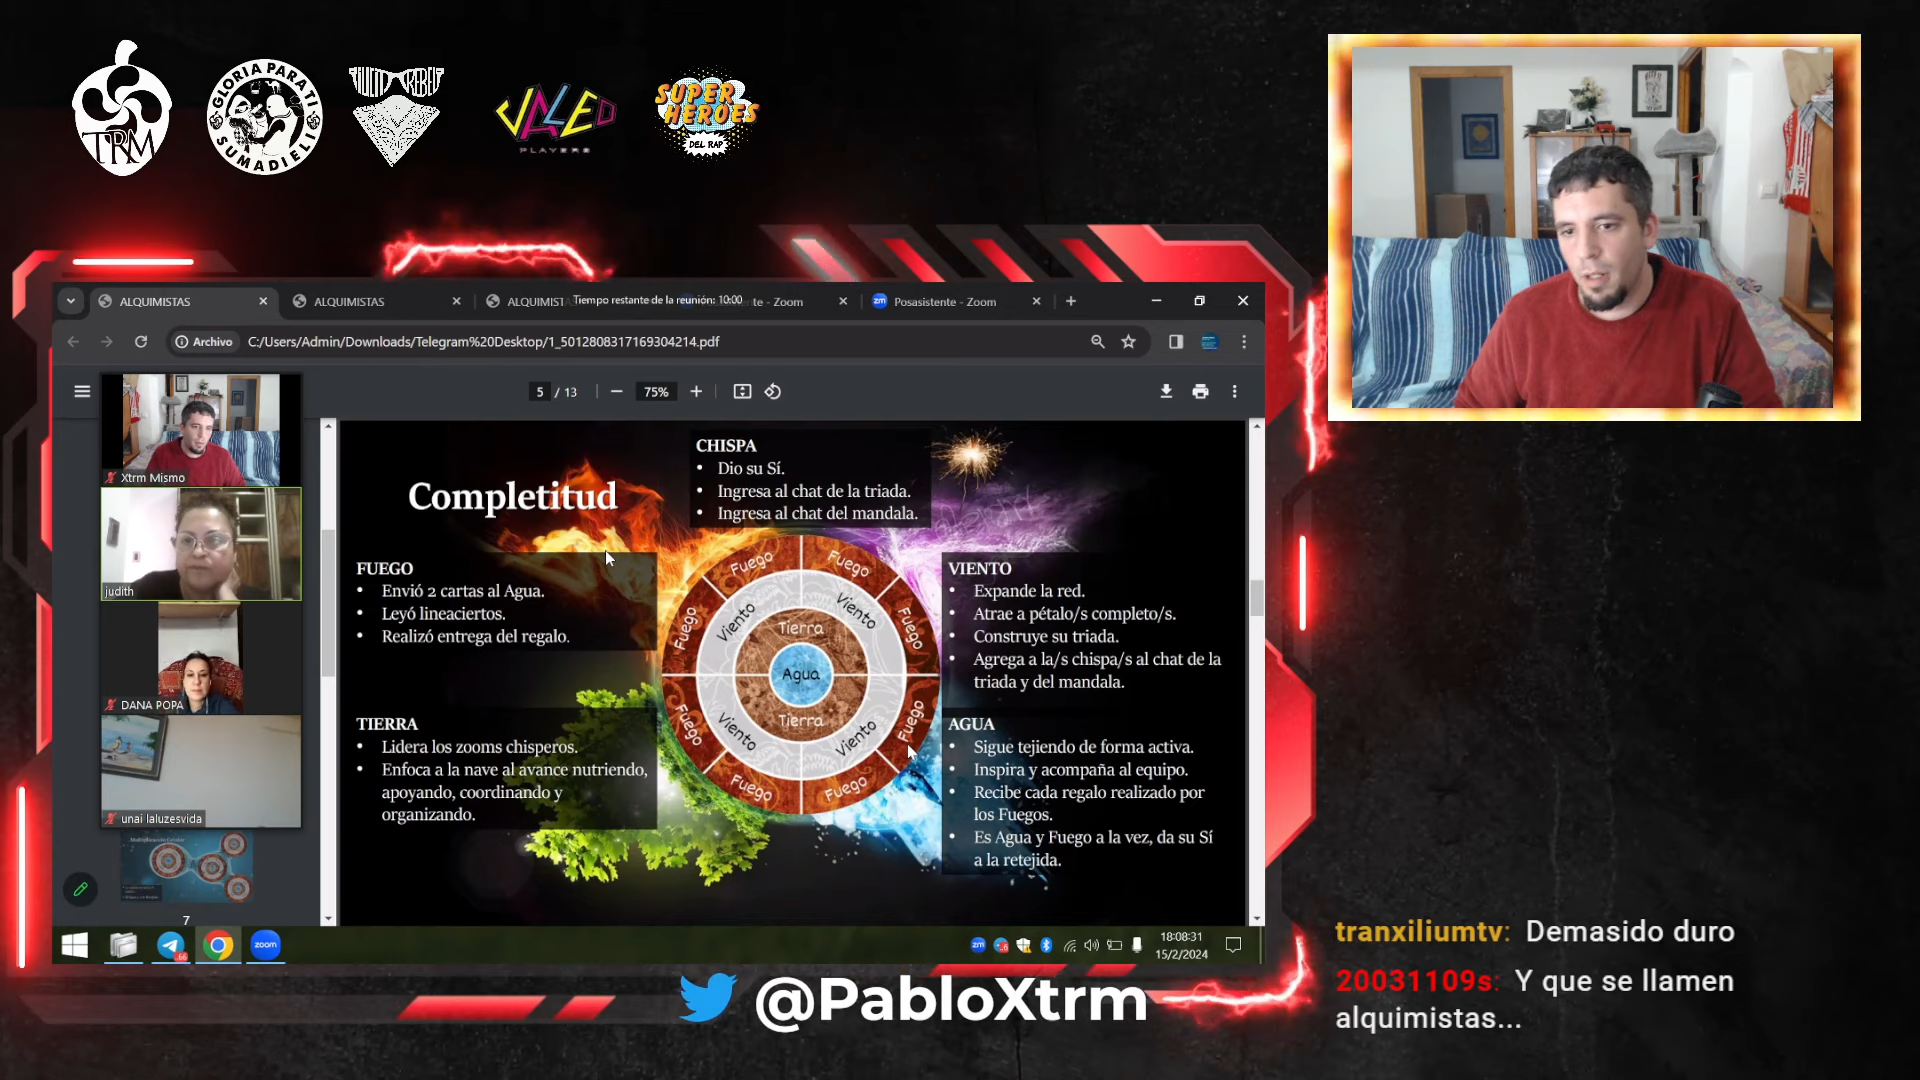 TRM
GLORIA PARATI
SUMADIELI
VALED
PLAYERS
SUPER
HEROES
DEL RAP
ALQUIMISTAS
ALQUIMISTAS
ALQUIMIST
Tiempo restante de la reunión: 10:00
te - Zoom
zm
Posasistente - Zoom
Archivo
C:/Users/Admin/Downloads/Telegram%20Desktop/1_5012808317169304214.pdf
5 / 13
75%
Xtrm Mismo
judith
DANA POPA
unai laluzesvida
7
Completitud
CHISPA
• Dio su Sí.
• Ingresa al chat de la triada.
• Ingresa al chat del mandala.
FUEGO
• Envió 2 cartas al Agua.
• Leyó lineaciertos.
• Realizó entrega del regalo.
TIERRA
• Lidera los zooms chisperos.
• Enfoca a la nave al avance nutriendo,
apoyando, coordinando y
organizando.
Fuego
Fuego
Fuego
Fuego
Fuego
Fuego
Fuego
Fuego
Viento
Viento
Viento
Viento
Tierra
Agua
Tierra
VIENTO
• Expande la red.
• Atrae a pétalo/s completo/s.
• Construye su triada.
• Agrega a la/s chispa/s al chat de la
triada y del mandala.
AGUA
• Sigue tejiendo de forma activa.
• Inspira y acompaña al equipo.
• Recibe cada regalo realizado por
los Fuegos.
• Es Agua y Fuego a la vez, da su Sí
a la retejida.
66
zoom
zm
18:08:31
15/2/2024
@PabloXtrm
tranxiliumtv: Demasido duro
20031109s: Y que se llamen
alquimistas...